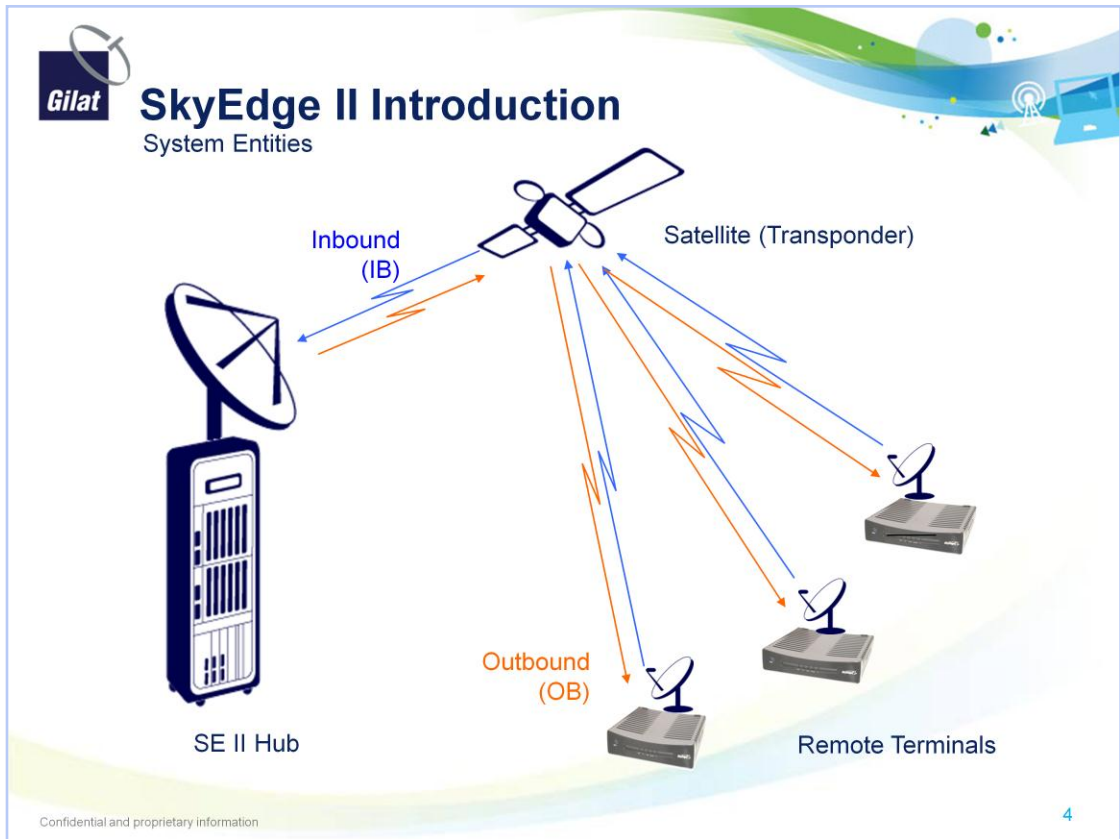 Gilat
SkyEdge II Introduction
System Entities
Inbound
(IB)
Satellite (Transponder)
Outbound
(OB)
SE II Hub
Remote Terminals
Confidential and proprietary information
4